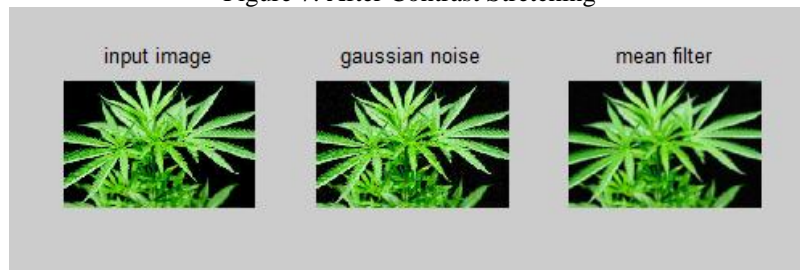 Figure 7: After Contrast Stretching
input image
gaussian noise
mean filter